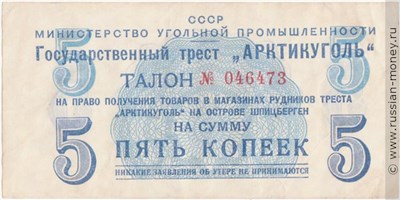 СССР
МИНИСТЕРСТВО УГОЛЬНОЙ ПРОМЫШЛЕННОСТИ
Государственный трест „АРКТИКУГОЛЬ"
5 ТАЛОН № 046473 5
НА ПРАВО ПОЛУЧЕНИЯ ТОВАРОВ В МАГАЗИНАХ РУДНИКОВ ТРЕСТА
„АРКТИКУГОЛЬ" НА ОСТРОВЕ ШПИЦБЕРГЕН
НА СУММУ
5 ПЯТЬ КОПЕЕК 5
НИКАКИЕ ЗАЯВЛЕНИЯ ОБ УТЕРЕ НЕ ПРИНИМАЮТСЯ
www.russian-money.ru